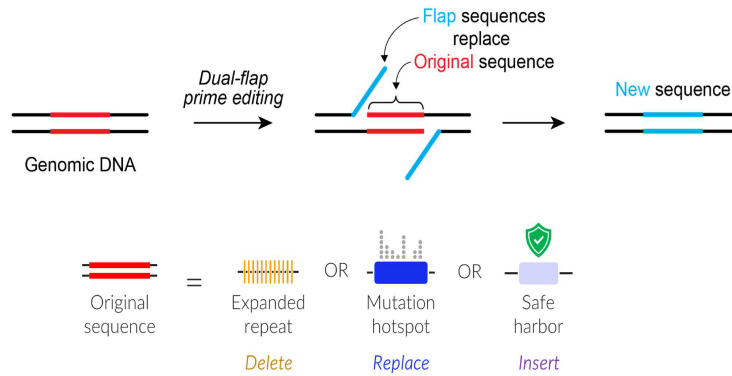 Flap sequences
replace
Original sequence
Dual-flap
prime editing
New sequence
Genomic DNA
Original
sequence
=
Expanded
repeat
Delete
OR
Mutation
hotspot
Replace
OR
Safe
harbor
Insert